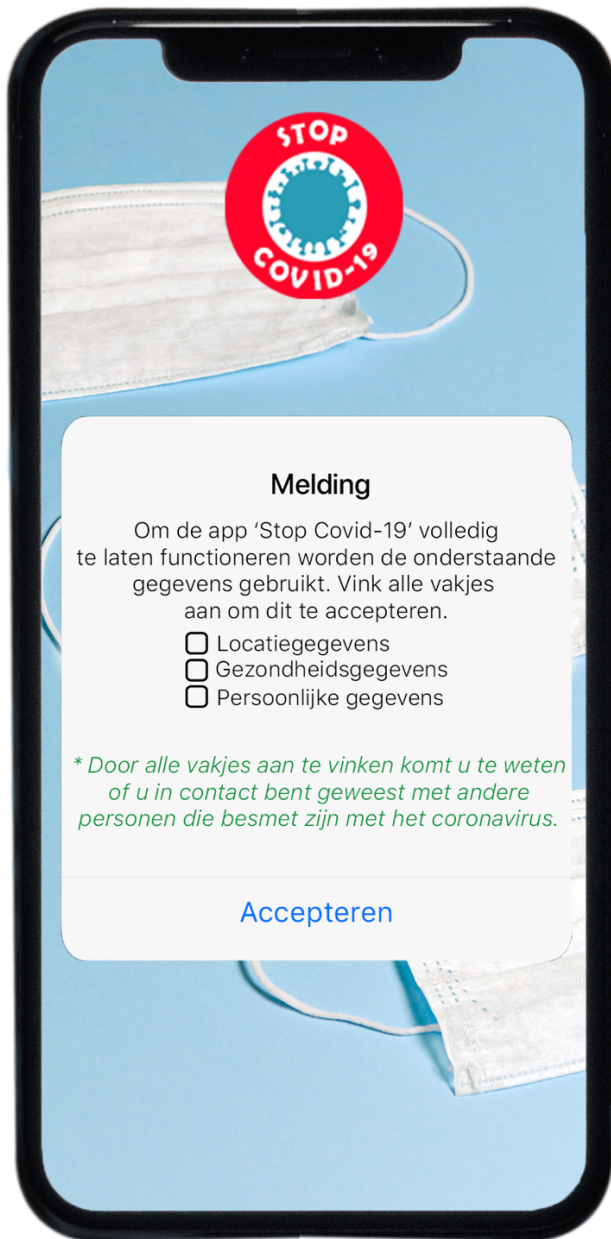 STOP
COVID-19
Melding
Om de app ‘Stop Covid-19’ volledig
te laten functioneren worden de onderstaande
gegevens gebruikt. Vink alle vakjes
aan om dit te accepteren.
Locatiegegevens
Gezondheidsgegevens
Persoonlijke gegevens
* Door alle vakjes aan te vinken komt u te weten
of u in contact bent geweest met andere
personen die besmet zijn met het coronavirus.
Accepteren